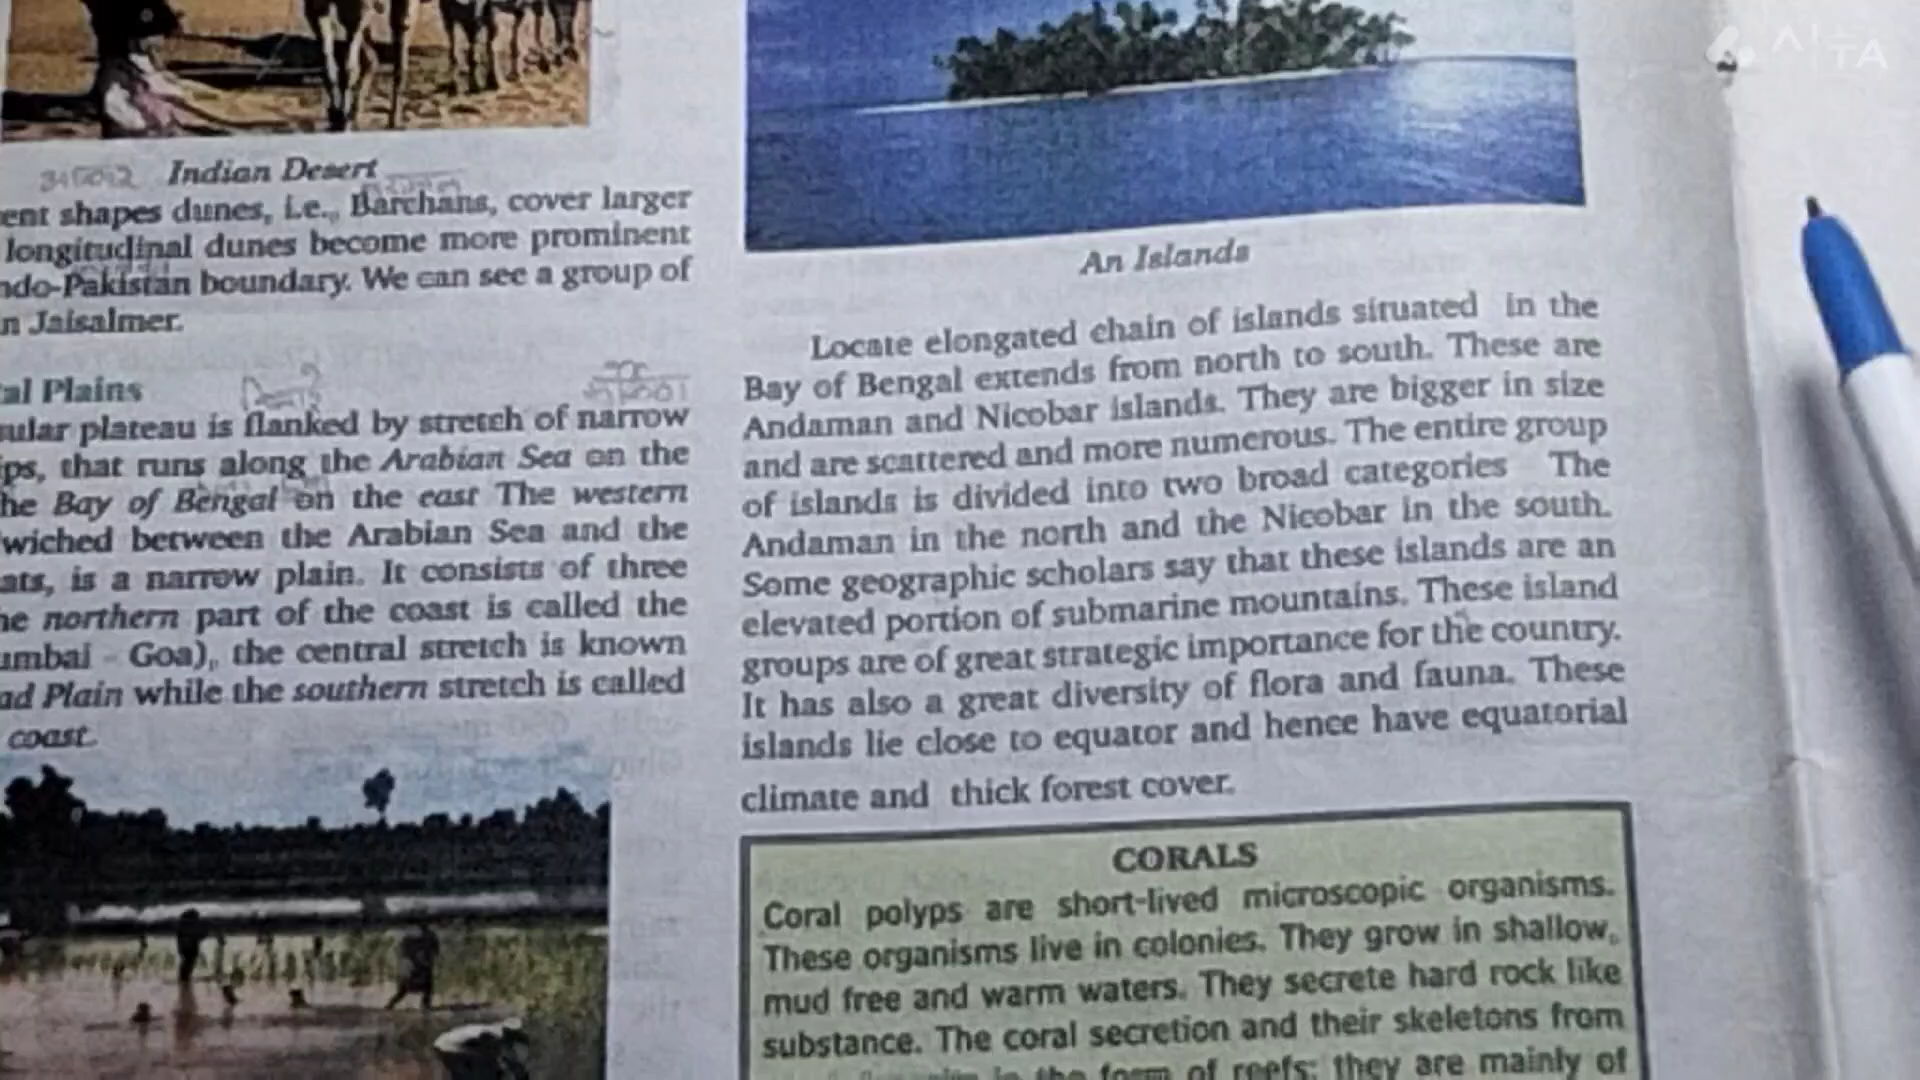 Indian Desert
ent shapes dunes, i.e., Barchans, cover larger
longitudinal dunes become more prominent
ndo-Pakistan boundary. We can see a group of
n Jaisalmer.
al Plains
sular plateau is flanked by stretch of narrow
ips, that runs along the Arabian Sea on the
he Bay of Bengal on the east The western
wiched between the Arabian Sea and the
ats, is a narrow plain. It consists of three
he northern part of the coast is called the
umbai - Goa), the central stretch is known
ad Plain while the southern stretch is called
coast.
An Islands
Locate elongated chain of islands situated in the
Bay of Bengal extends from north to south. These are
Andaman and Nicobar islands. They are bigger in size
and are scattered and more numerous. The entire group
of islands is divided into two broad categories The
Andaman in the north and the Nicobar in the south.
Some geographic scholars say that these islands are an
elevated portion of submarine mountains. These island
groups are of great strategic importance for the country.
It has also a great diversity of flora and fauna. These
islands lie close to equator and hence have equatorial
climate and thick forest cover.
CORALS
Coral polyps are short-lived microscopic organisms.
These organisms live in colonies. They grow in shallow,
mud free and warm waters. They secrete hard rock like
substance. The coral secretion and their skeletons from
in the form of reefs; they are mainly of